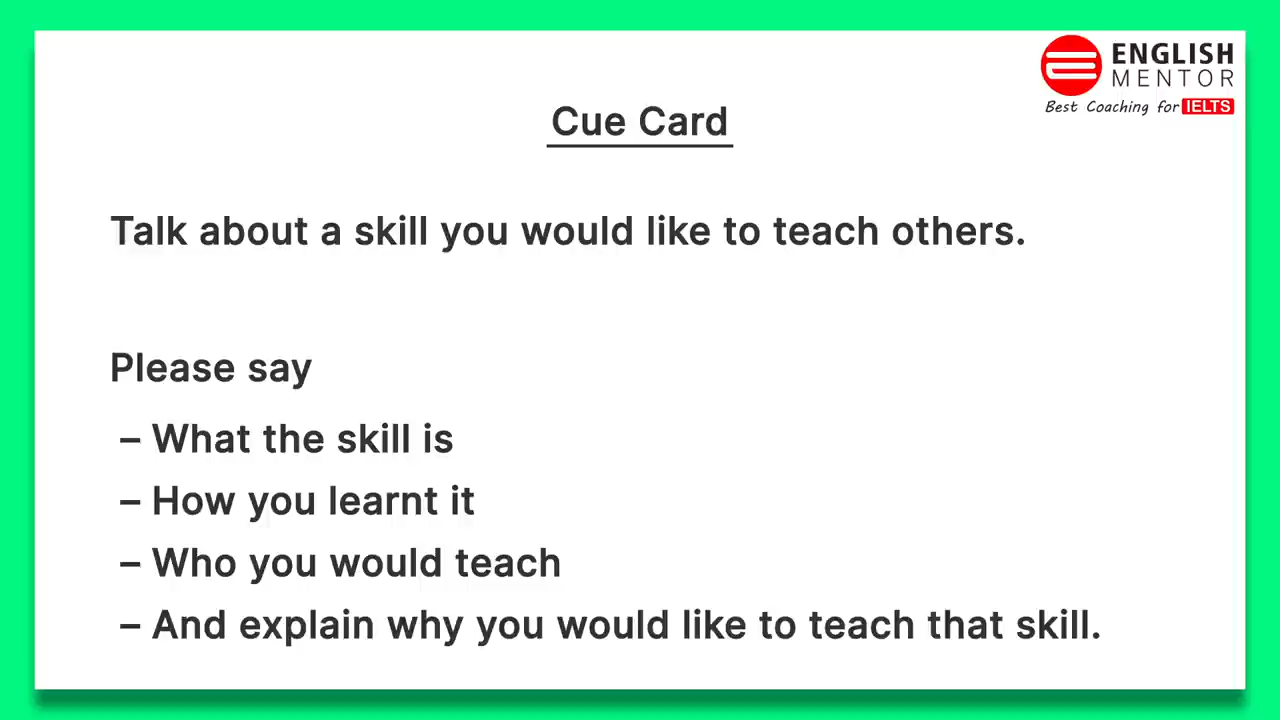 ENGLISH
MENTOR
Best Coaching for IELTS
Cue Card
Talk about a skill you would like to teach others.
Please say
– What the skill is
– How you learnt it
– Who you would teach
– And explain why you would like to teach that skill.